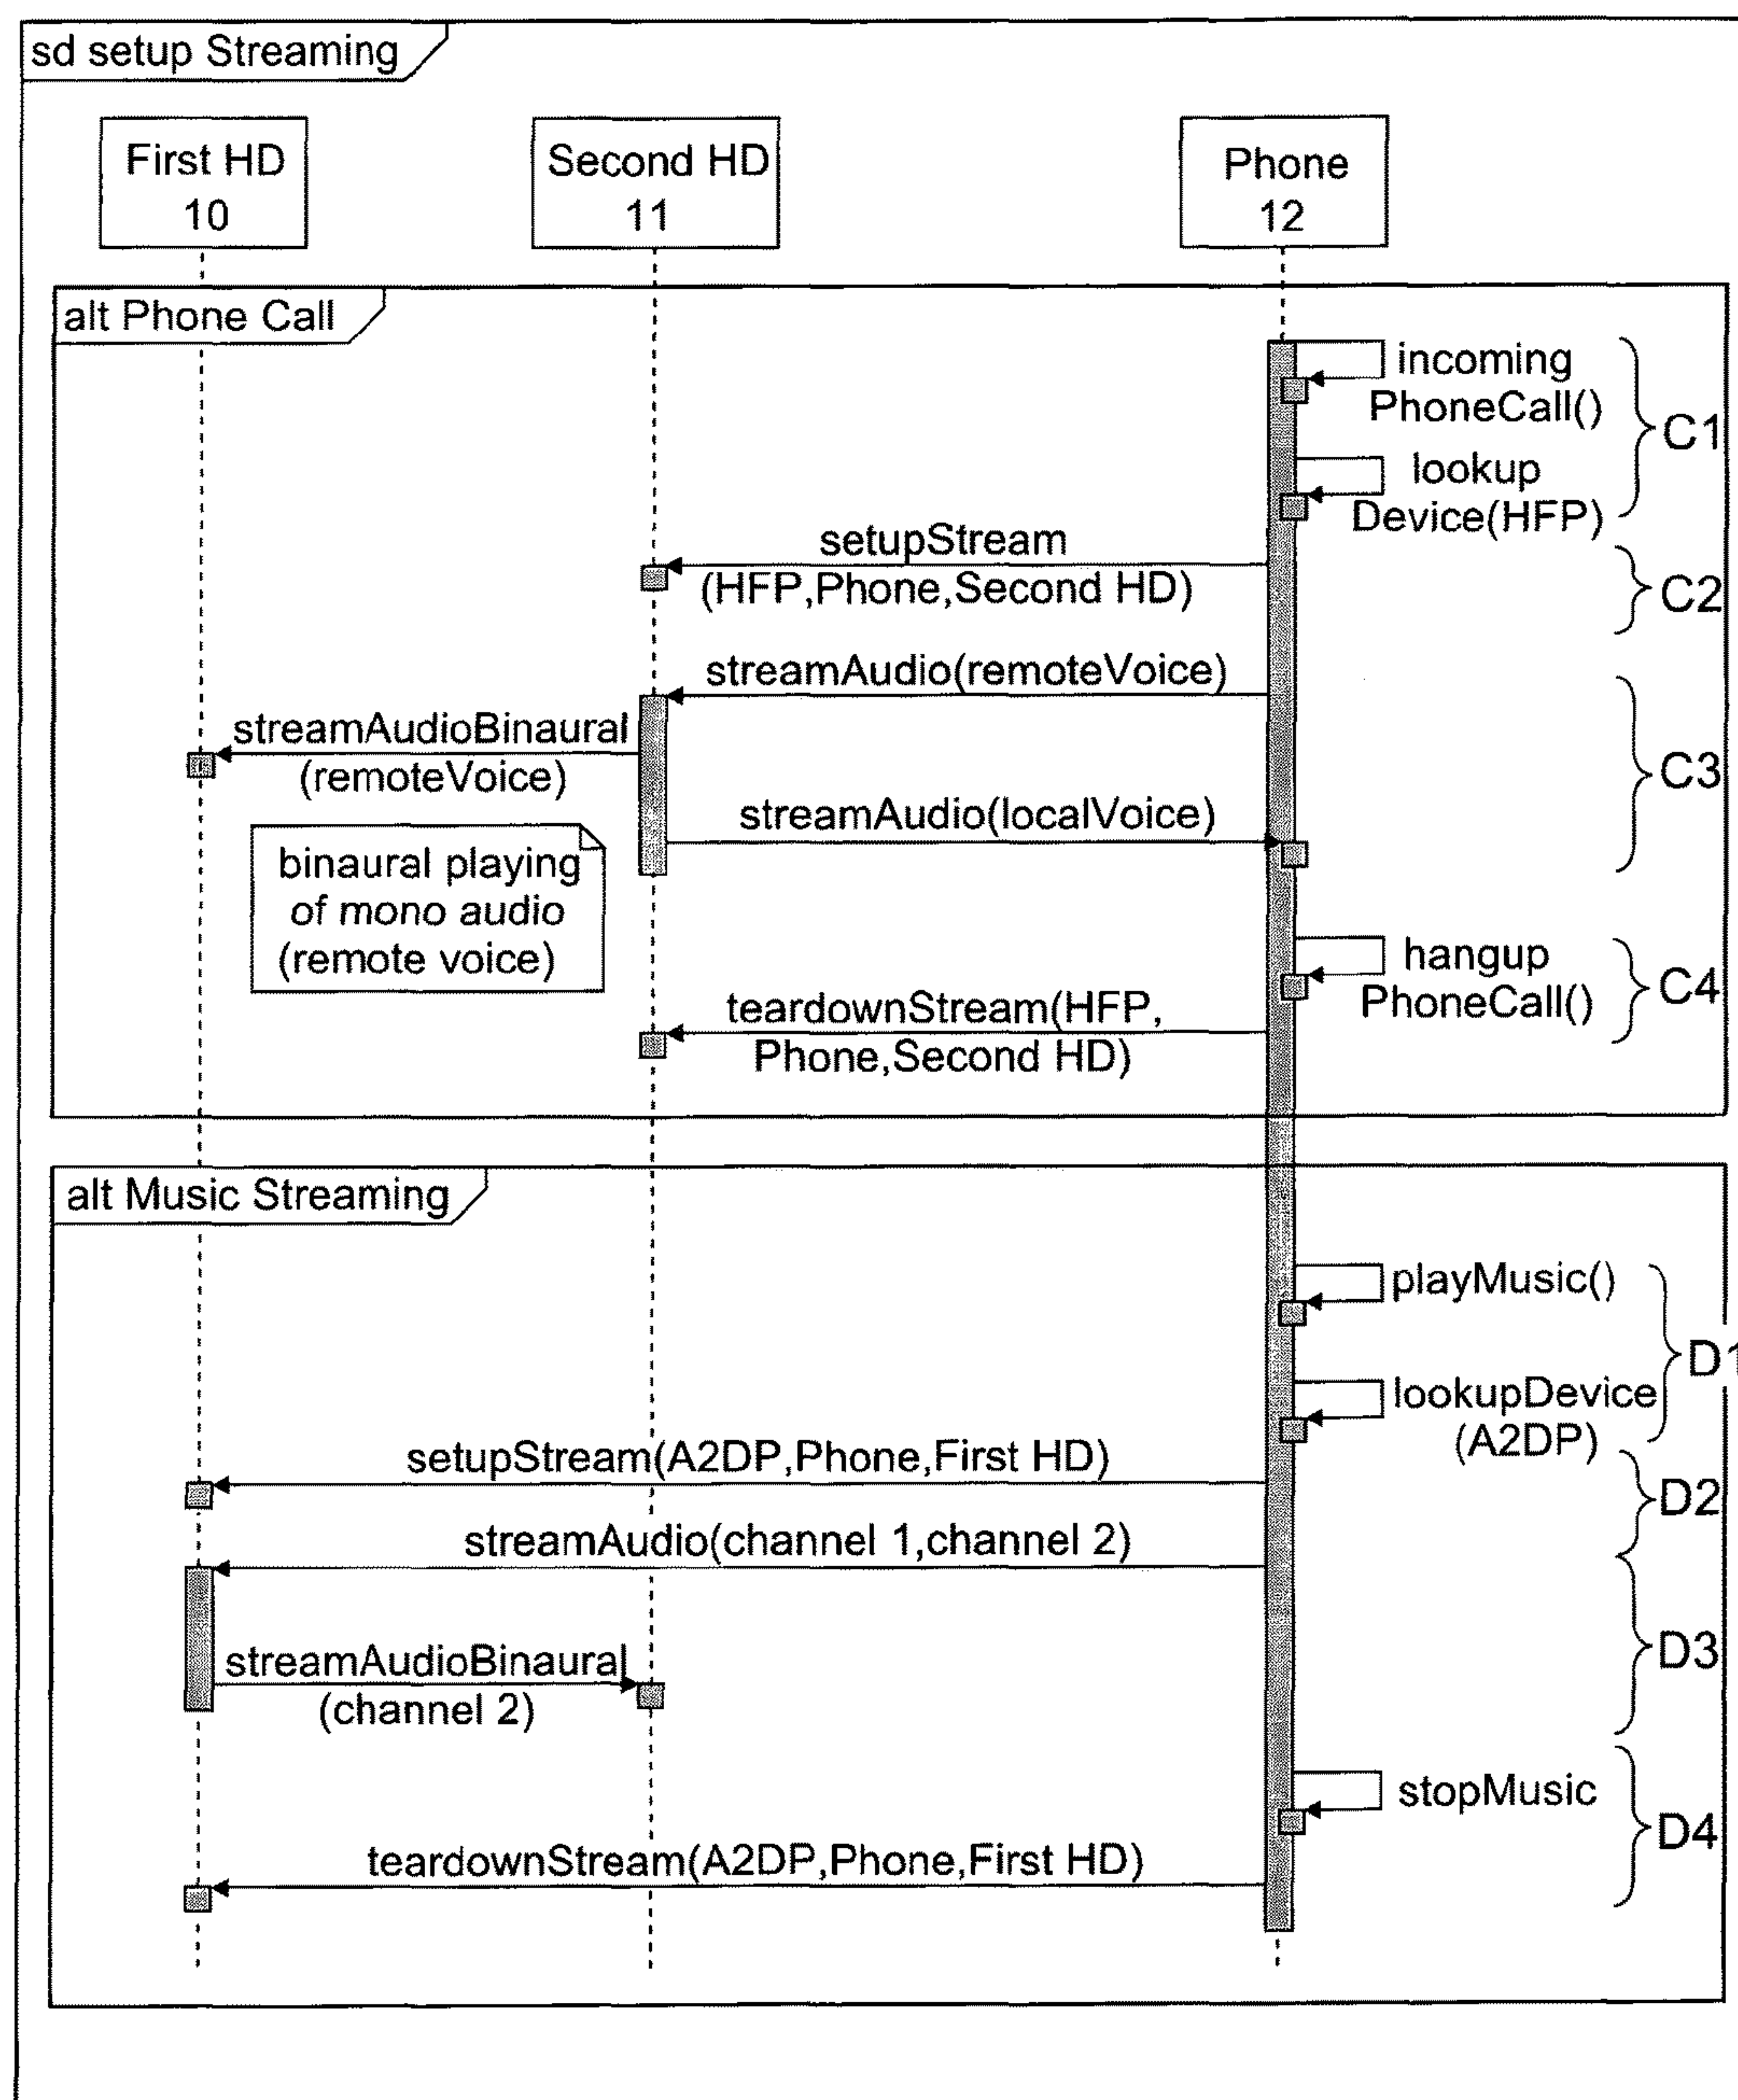 sd setup Streaming
First HD
10
Second HD
11
Phone
12
alt Phone Call
incoming
PhoneCall()
C1
lookup
Device(HFP)
setupStream
(HFP,Phone,Second HD)
C2
streamAudio(remoteVoice)
streamAudioBinaural
(remoteVoice)
C3
streamAudio(localVoice)
binaural playing
of mono audio
(remote voice)
hangup
PhoneCall()
C4
teardownStream(HFP,
Phone,Second HD)
alt Music Streaming
playMusic()
D1
lookupDevice
(A2DP)
setupStream(A2DP,Phone,First HD)
D2
streamAudio(channel 1,channel 2)
D3
streamAudioBinaural
(channel 2)
stopMusic
D4
teardownStream(A2DP,Phone,First HD)